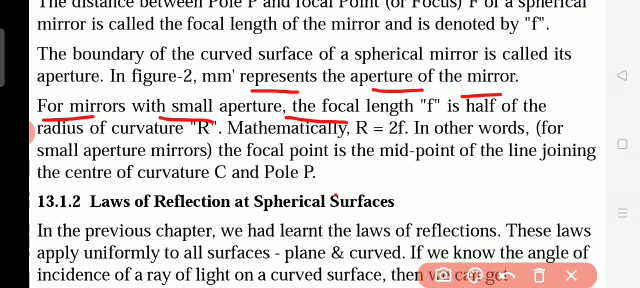 The distance between Pole P and focal Point (or Focus) F of a spherical
mirror is called the focal length of the mirror and is denoted by "f".
The boundary of the curved surface of a spherical mirror is called its
aperture. In figure-2, mm' represents the aperture of the mirror.
For mirrors with small aperture, the focal length "f" is half of the
radius of curvature "R". Mathematically, R = 2f. In other words, (for
small aperture mirrors) the focal point is the mid-point of the line joining
the centre of curvature C and Pole P.
13.1.2 Laws of Reflection at Spherical Surfaces
In the previous chapter, we had learnt the laws of reflections. These laws
apply uniformly to all surfaces - plane & curved. If we know the angle of
incidence of a ray of light on a curved surface, then we can get